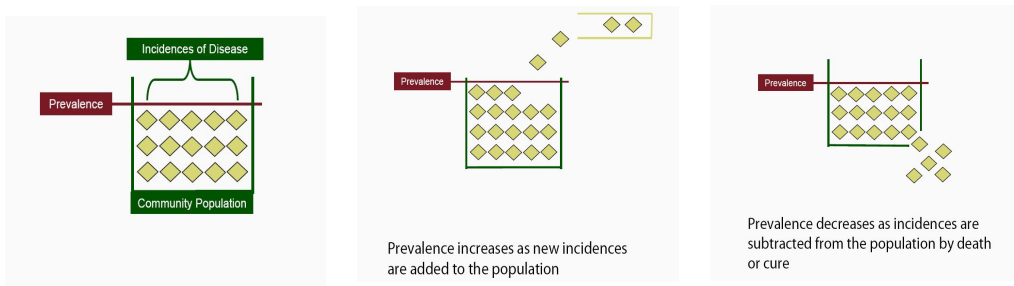 Incidences of Disease
Prevalence
Community Population
Prevalence
Prevalence increases as new incidences
are added to the population
Prevalence
Prevalence decreases as incidences are
subtracted from the population by death
or cure